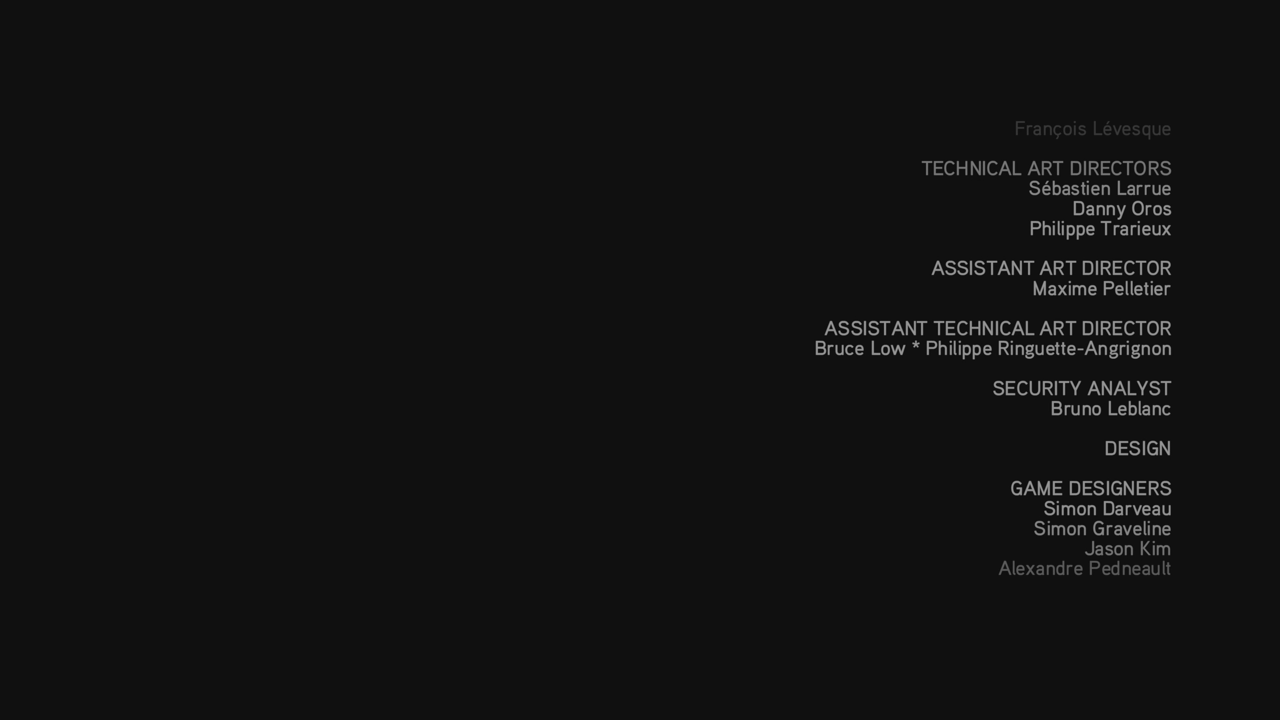 François Lévesque
TECHNICAL ART DIRECTORS
Sébastien Larrue
Danny Oros
Philippe Trarieux
ASSISTANT ART DIRECTOR
Maxime Pelletier
ASSISTANT TECHNICAL ART DIRECTOR
Bruce Low * Philippe Ringuette-Angrignon
SECURITY ANALYST
Bruno Leblanc
DESIGN
GAME DESIGNERS
Simon Darveau
Simon Graveline
Jason Kim
Alexandre Pedneault